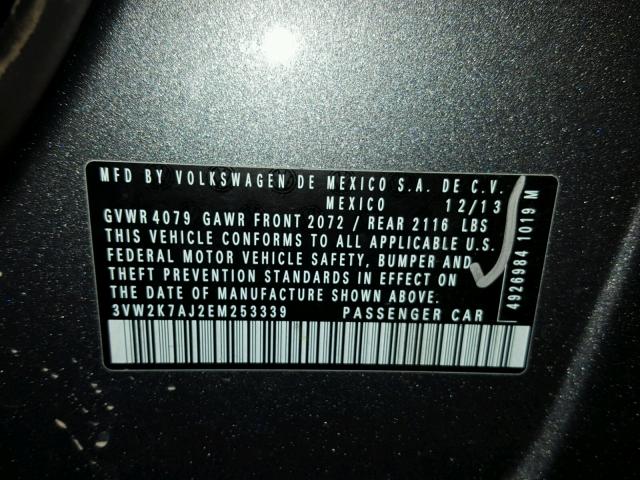 MFD BY VOLKSWAGEN DE MEXICO S.A. DE C.V.
MEXICO 12/13
GVWR 4079 GAWR FRONT 2072 / REAR 2116 LBS
THIS VEHICLE CONFORMS TO ALL APPLICABLE U.S.
FEDERAL MOTOR VEHICLE SAFETY, BUMPER AND
THEFT PREVENTION STANDARDS IN EFFECT ON
THE DATE OF MANUFACTURE SHOWN ABOVE.
3VW2K7AJ2EM253339 PASSENGER CAR
4926984 1019 M